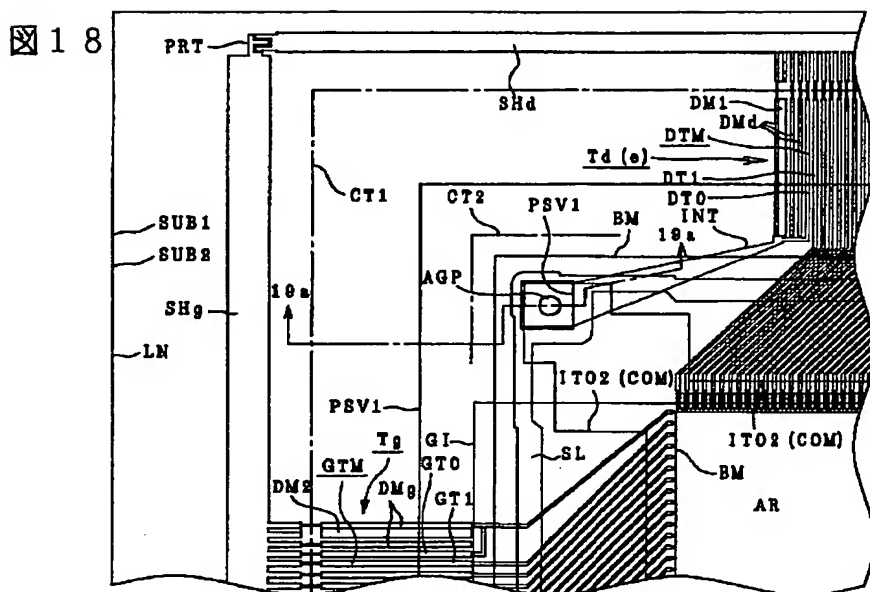 図18
PRT
SHd
DM1
DMd
DTM
Td (e)
DT1
DT0
CT1
CT2
PSV1
BM
INT
SUB1
SUB2
19a
AGP
19a
SHg
LN
ITO2 (COM)
PSV1
GI
Tg
GT0
SL
ITO2 (COM)
GTM
DM2
DMg
GT1
BM
AR